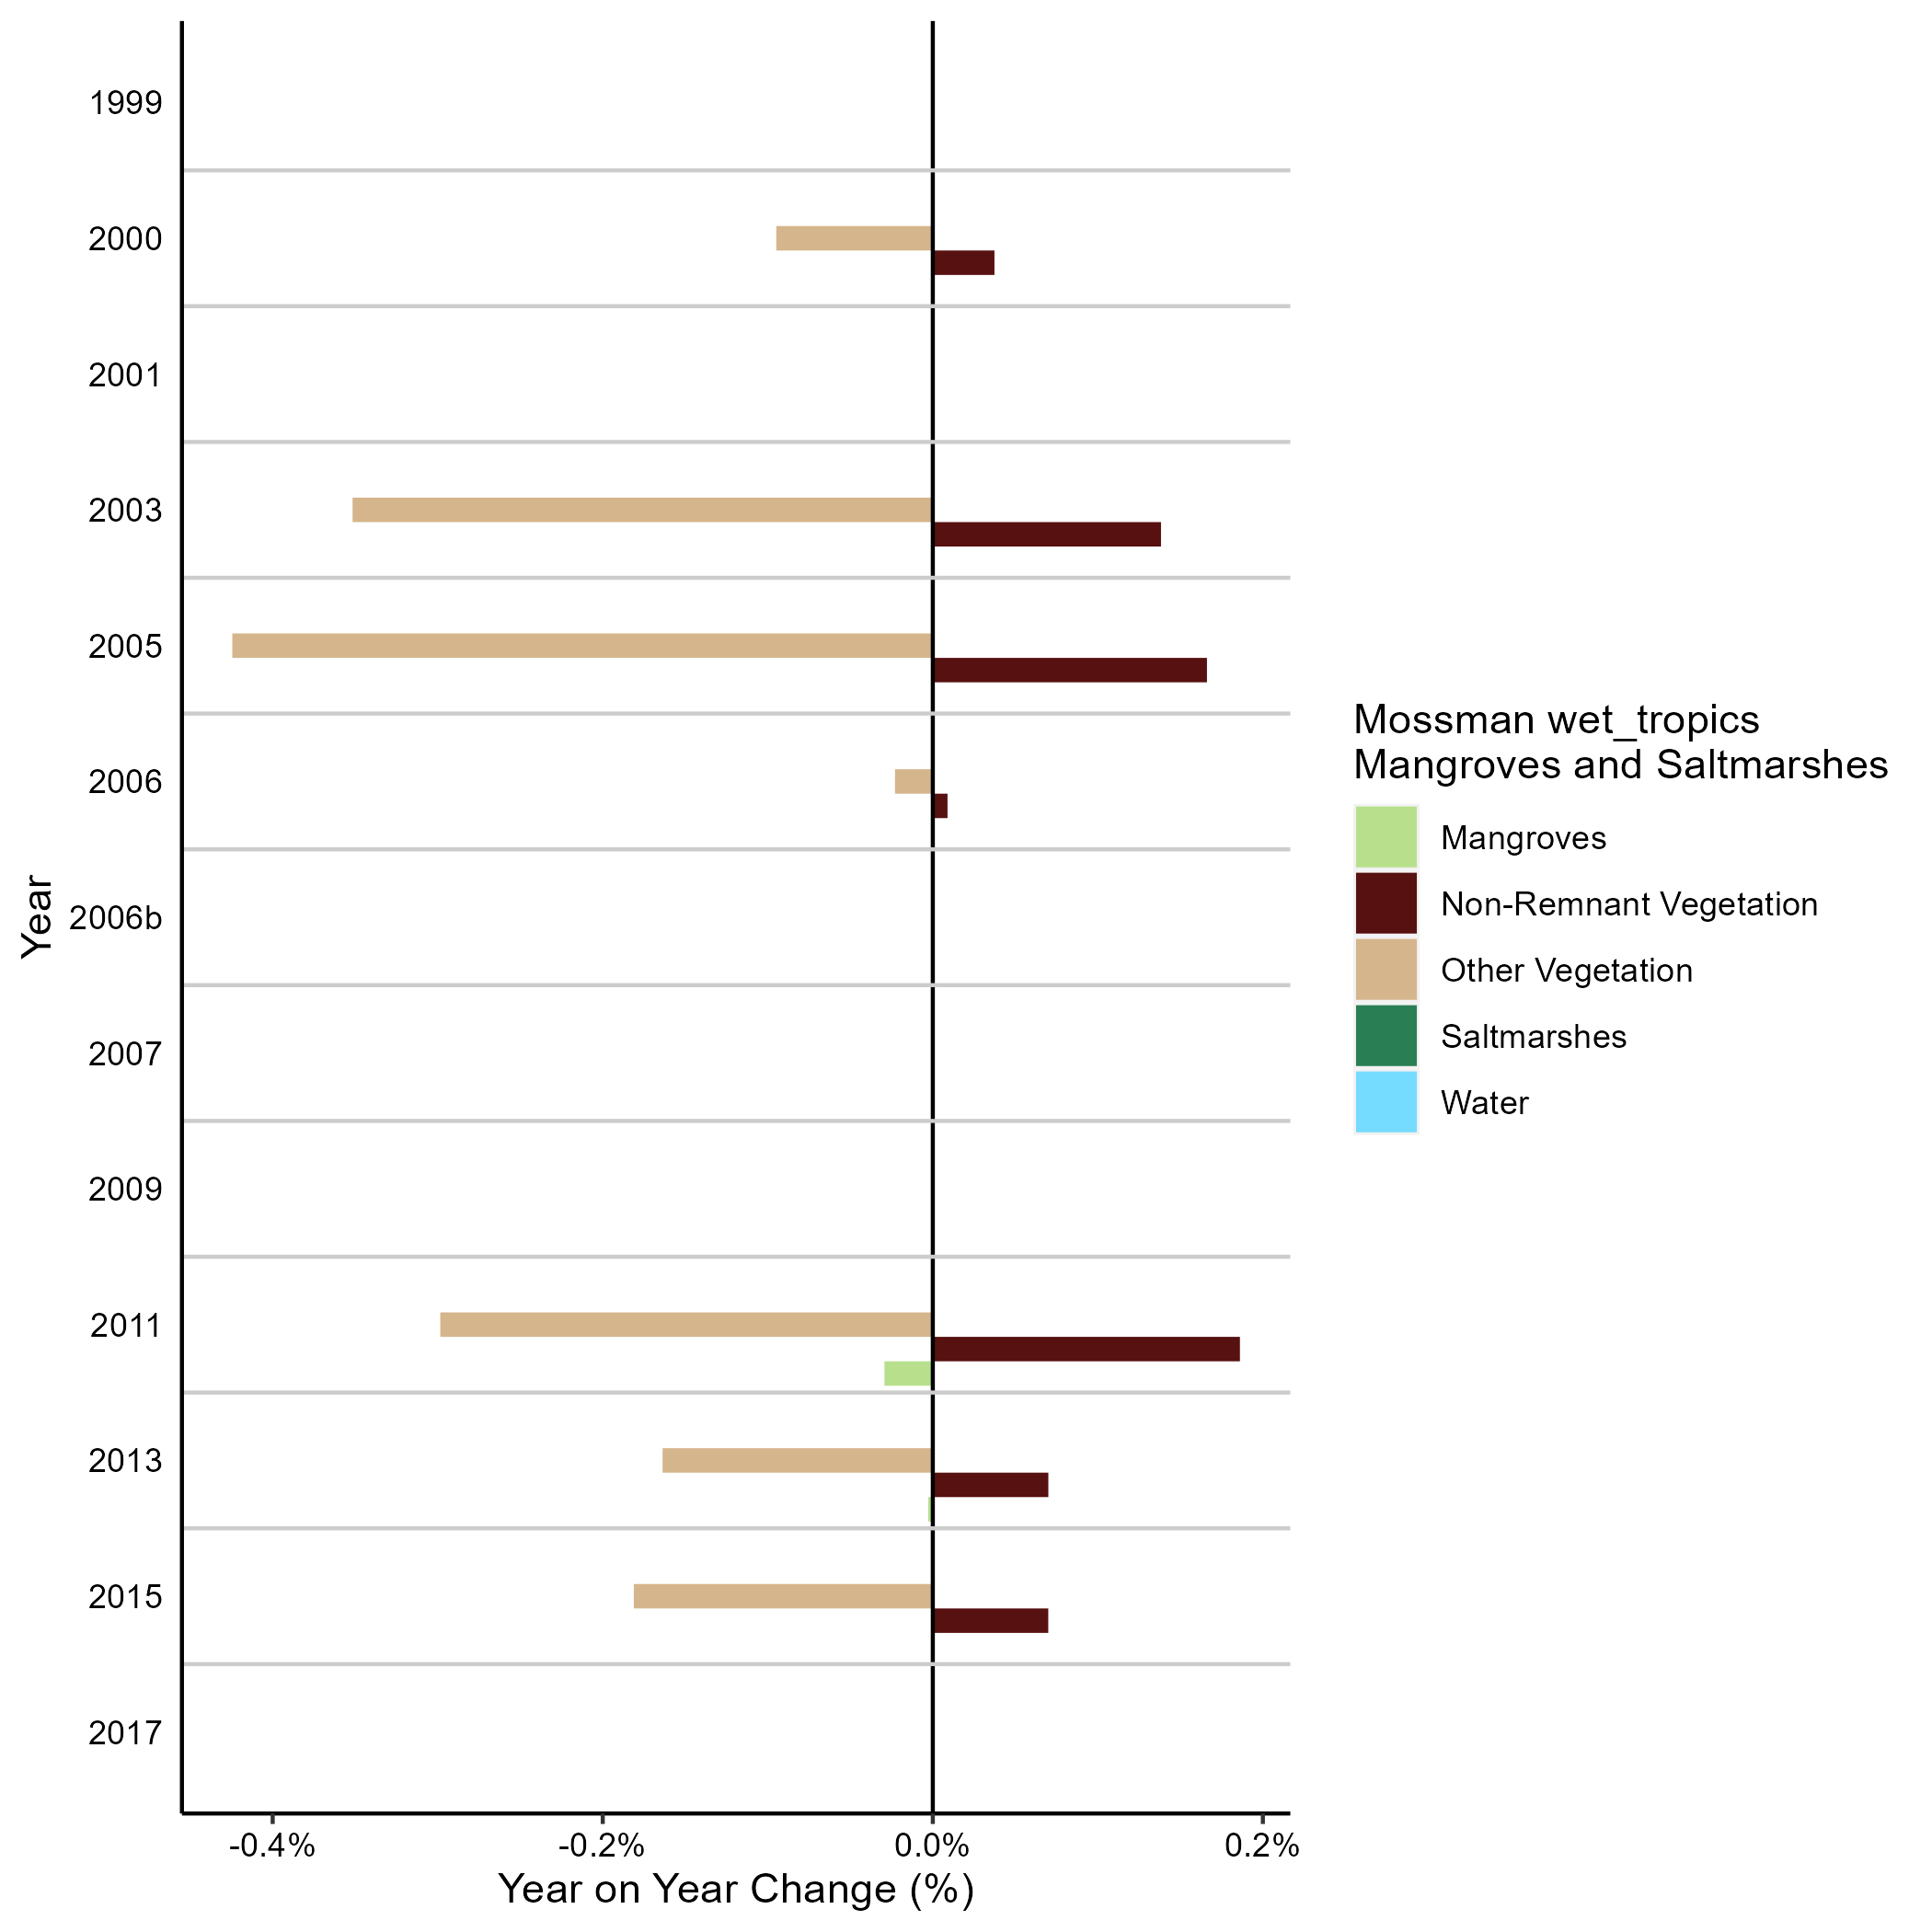 1999
2000
2001
2003
2005
2006
2006b
2007
2009
2011
2013
2015
2017
Year
-0.4%
-0.2%
0.0%
0.2%
Year on Year Change (%)
Mossman wet_tropics
Mangroves and Saltmarshes
Mangroves
Non-Remnant Vegetation
Other Vegetation
Saltmarshes
Water